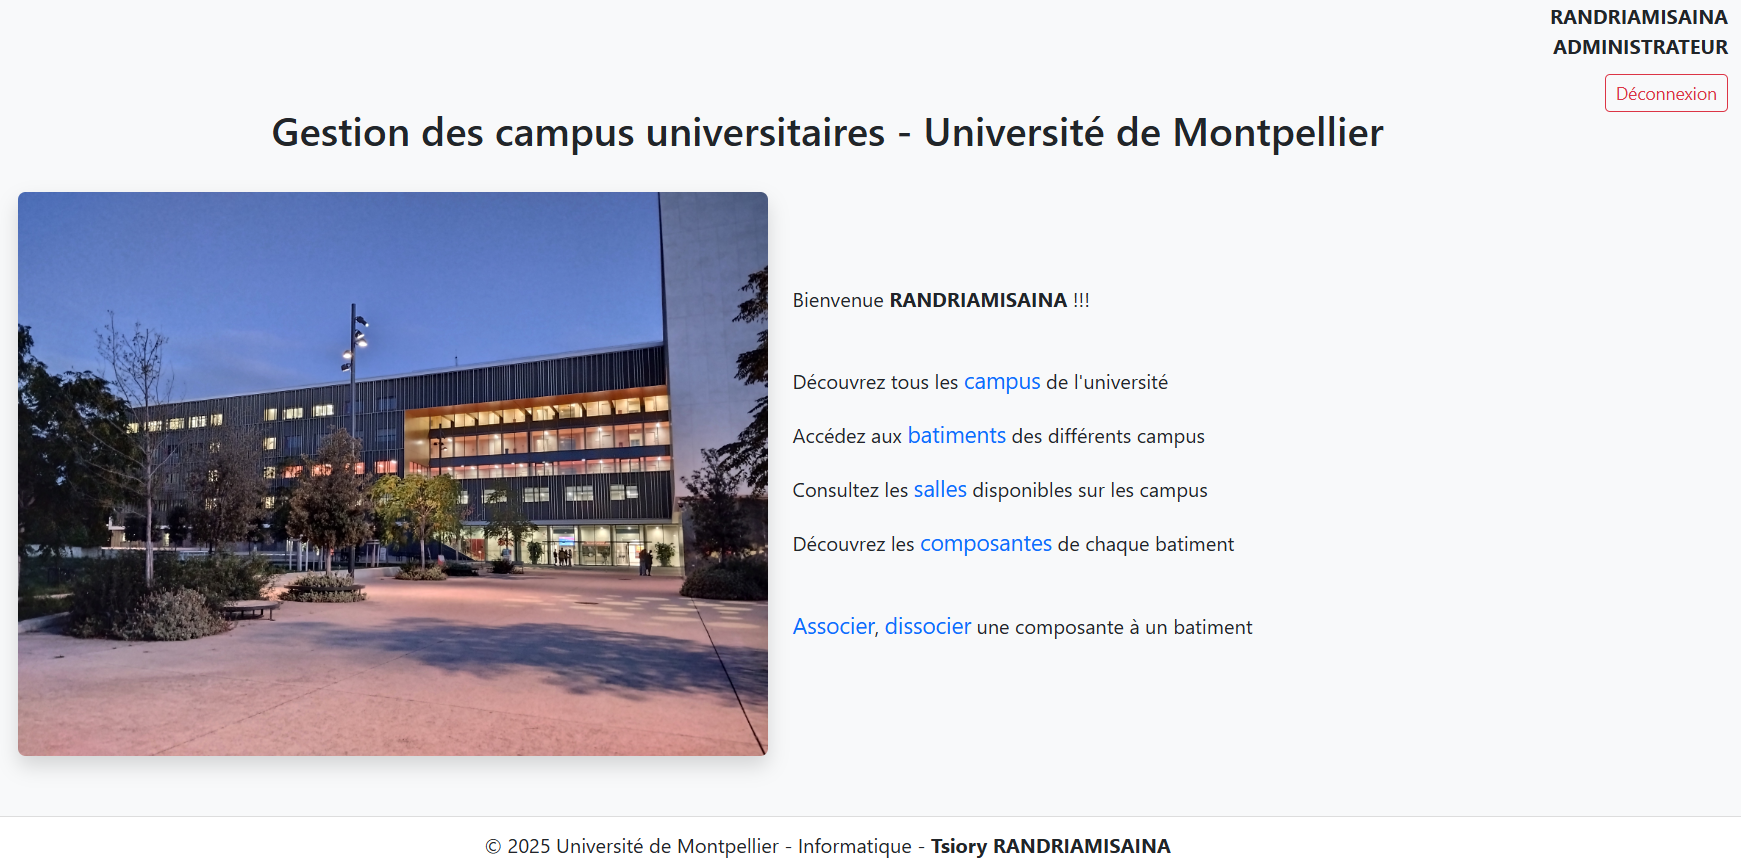 RANDRIAMISAINA
ADMINISTRATEUR
Déconnexion
Gestion des campus universitaires - Université de Montpellier
Bienvenue RANDRIAMISAINA !!!
Découvrez tous les campus de l'université
Accédez aux batiments des différents campus
Consultez les salles disponibles sur les campus
Découvrez les composantes de chaque batiment
Associer, dissocier une composante à un batiment
© 2025 Université de Montpellier - Informatique - Tsiory RANDRIAMISAINA